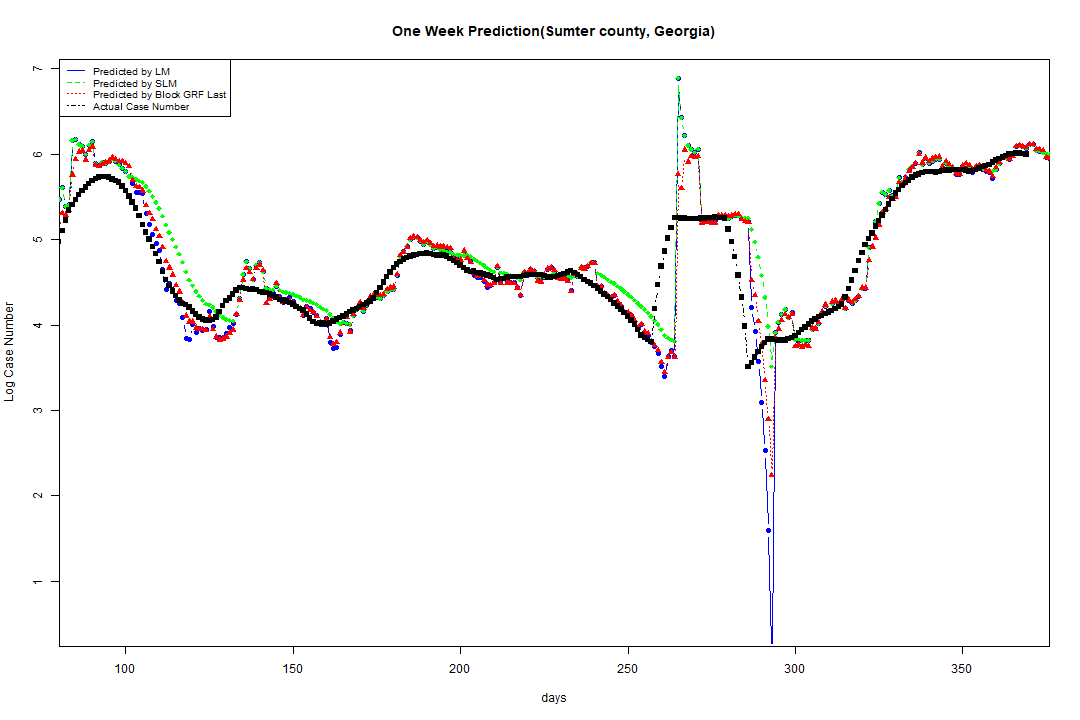 One Week Prediction(Sumter county, Georgia)
Predicted by LM
Predicted by SLM
Predicted by Block GRF Last
Actual Case Number
Log Case Number
7
6
5
4
3
2
1
100 150 200 250 300 350
days